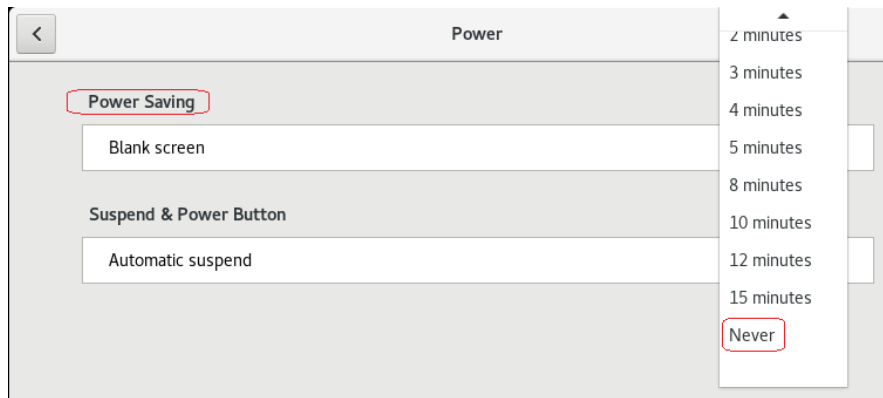 Power
Power Saving
Blank screen
Suspend & Power Button
Automatic suspend
2 minutes
3 minutes
4 minutes
5 minutes
8 minutes
10 minutes
12 minutes
15 minutes
Never